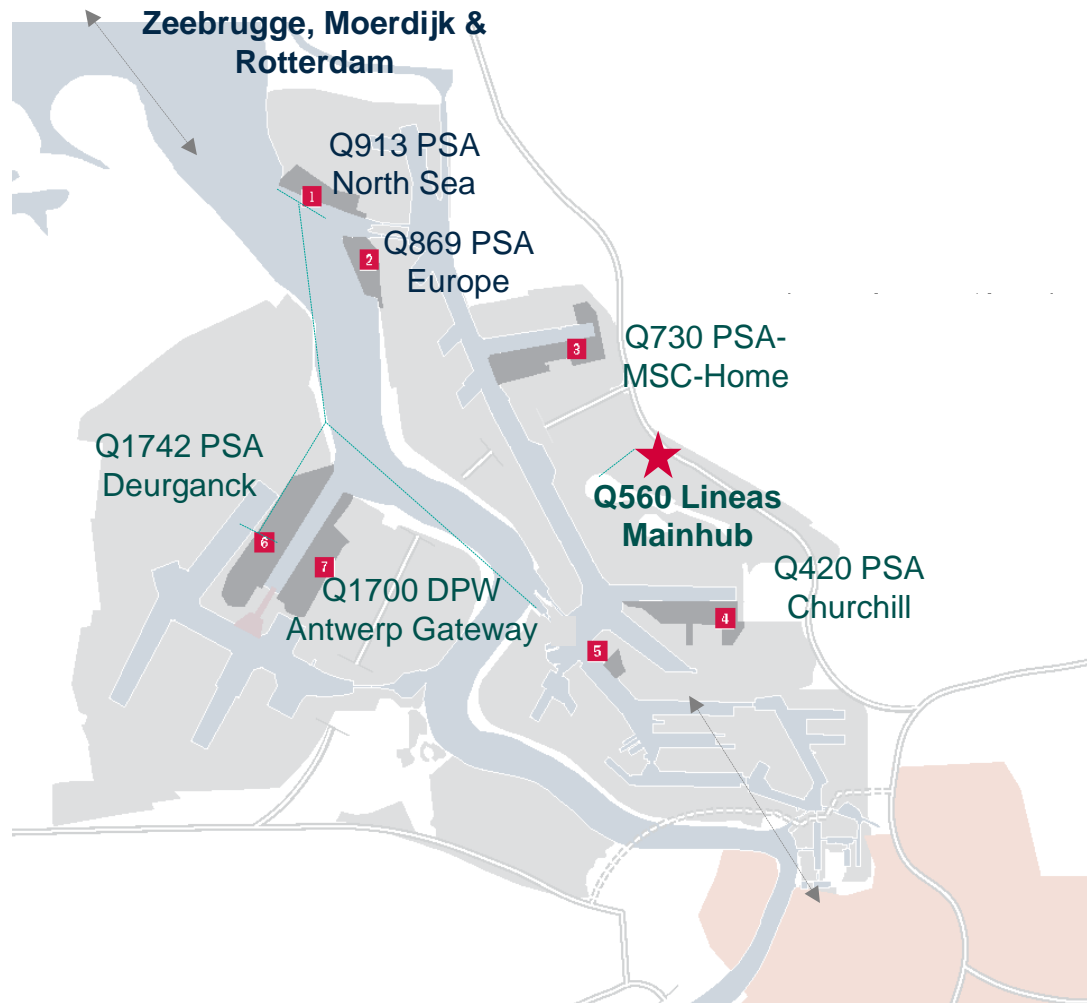 Zeebrugge, Moerdijk &
Rotterdam
Q913 PSA
North Sea
1
Q869 PSA
Europe
2
Q730 PSA-
MSC-Home
3
Q1742 PSA
Deurganck
Q560 Lineas
Mainhub
6
7
Q1700 DPW
Antwerp Gateway
Q420 PSA
Churchill
4
5